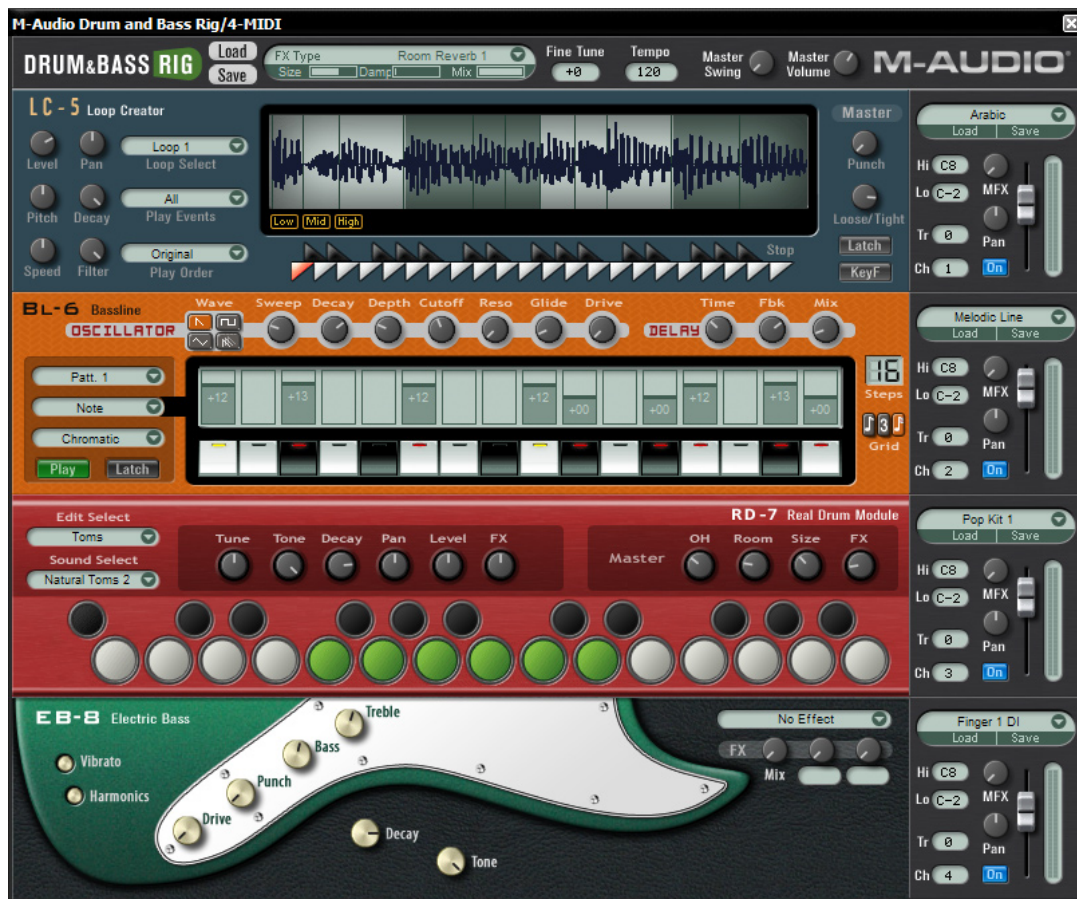 M-Audio Drum and Bass Rig/4-MIDI
DRUM&BASS RIG
Load
Save
FX Type Room Reverb 1
Size Damp Mix
Fine Tune
+0
Tempo
120
Master Swing
Master Volume
M-AUDIO
LC-5 Loop Creator
Level Pan
Loop 1
Loop Select
Pitch Decay
All
Play Events
Speed Filter
Original
Play Order
Low Mid High
Stop
Master
Punch
Loose/Tight
Latch
KeyF
Arabic
Load Save
Hi C8
Lo C-2
MFX
Tr 0
Pan
Ch 1 On
BL-6 Bassline
OSCILLATOR
Wave Sweep Decay Depth Cutoff Reso Glide Drive
DELAY
Time Fbk Mix
Patt. 1
Note
Chromatic
Play Latch
+12 +13 +12 +12 +00 +00 +12 +13 +00
16
Steps
3
Grid
Melodic Line
Load Save
Hi C8
Lo C-2
MFX
Tr 0
Pan
Ch 2 On
Edit Select
Toms
Sound Select
Natural Toms 2
RD-7 Real Drum Module
Tune Tone Decay Pan Level FX
Master
OH Room Size FX
Pop Kit 1
Load Save
Hi C8
Lo C-2
MFX
Tr 0
Pan
Ch 3 On
EB-8 Electric Bass
Vibrato
Harmonics
Treble
Bass
Punch
Drive
Decay
Tone
No Effect
FX
Mix
Finger 1 DI
Load Save
Hi C8
Lo C-2
MFX
Tr 0
Pan
Ch 4 On